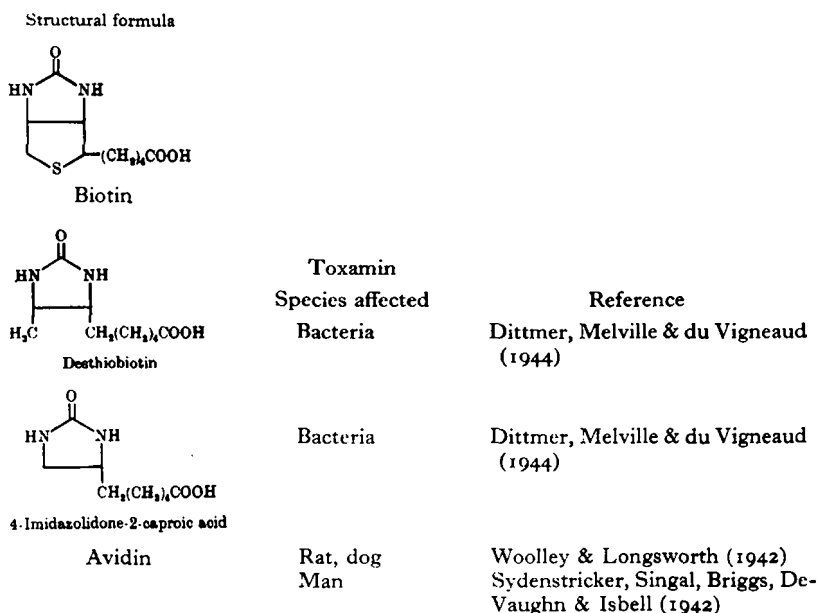 Structural formula
O
HN NH
S (CH₂)₄COOH
Biotin
O
HN NH
H₃C CH₂(CH₂)₄COOH
Desthiobiotin
Toxamin
Species affected Reference
Bacteria Dittmer, Melville & du Vigneaud
(1944)
O
HN NH
CH₂(CH₂)₄COOH
4-Imidazolidone-2-caproic acid
Bacteria Dittmer, Melville & du Vigneaud
(1944)
Avidin Rat, dog Woolley & Longsworth (1942)
Man Sydenstricker, Singal, Briggs, De-
Vaughn & Isbell (1942)